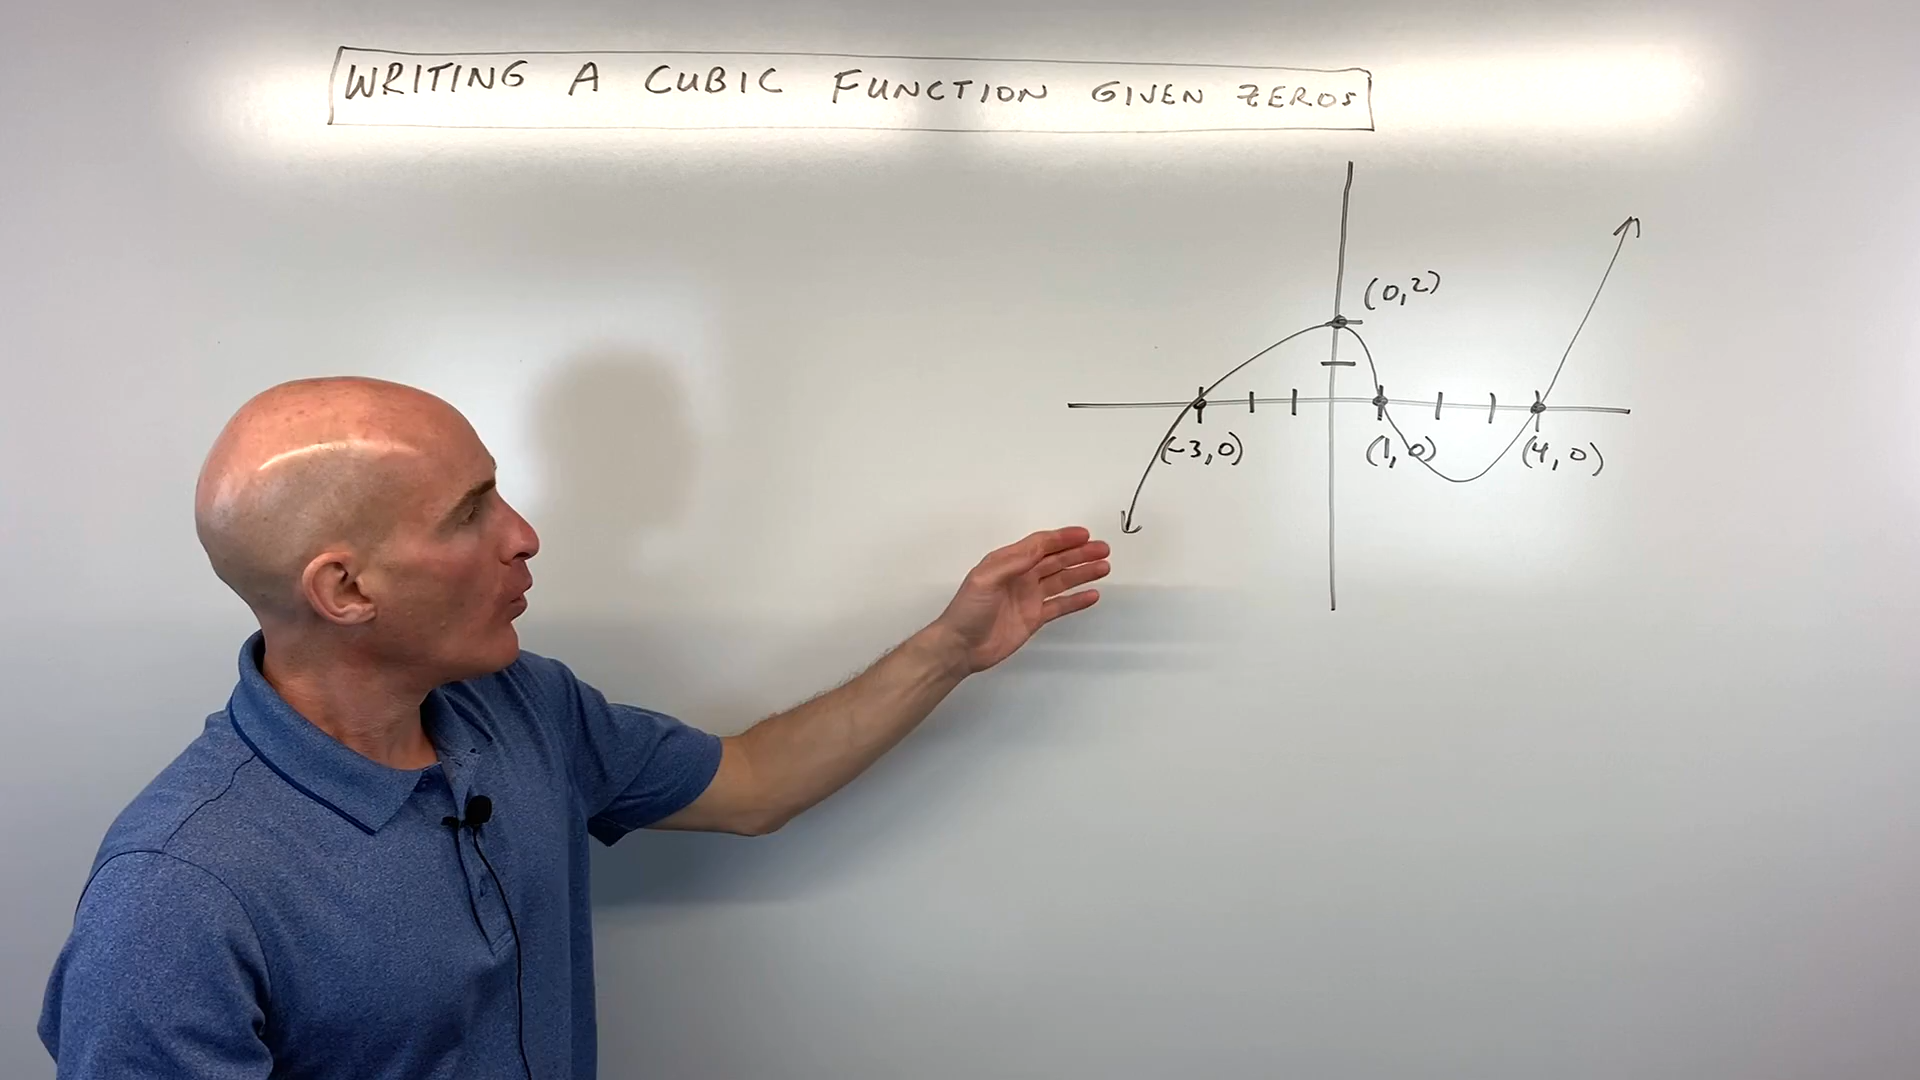 WRITING A CUBIC FUNCTION GIVEN ZEROS
(0,2)
(-3,0) (1,0) (4,0)